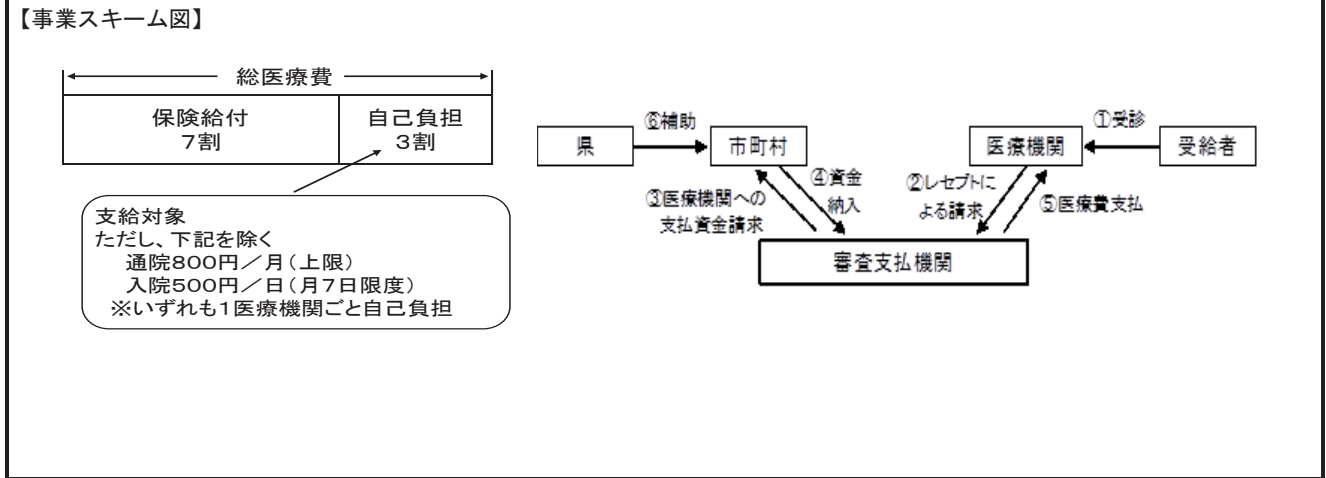 【事業スキーム図】
総医療費
保険給付
7割
自己負担
3割
支給対象
ただし、下記を除く
通院800円／月(上限)
入院500円／日(月7日限度)
※いずれも1医療機関ごと自己負担
県
⑥補助
市町村
医療機関
①受診
受給者
③医療機関への
支払資金請求
④資金
納入
②レセプトに
よる請求
⑤医療費支払
審査支払機関